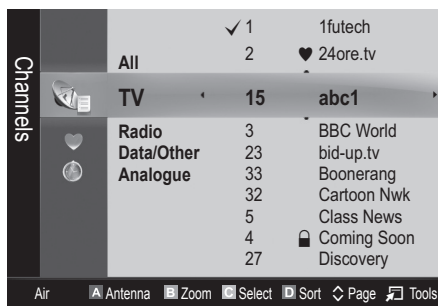 Channels
1 1futech
All 2 24ore.tv
TV 15 abc1
Radio 3 BBC World
Data/Other 23 bid-up.tv
Analogue 33 Boonerang
32 Cartoon Nwk
5 Class News
4 Coming Soon
27 Discovery
Air A Antenna B Zoom C Select D Sort Page Tools